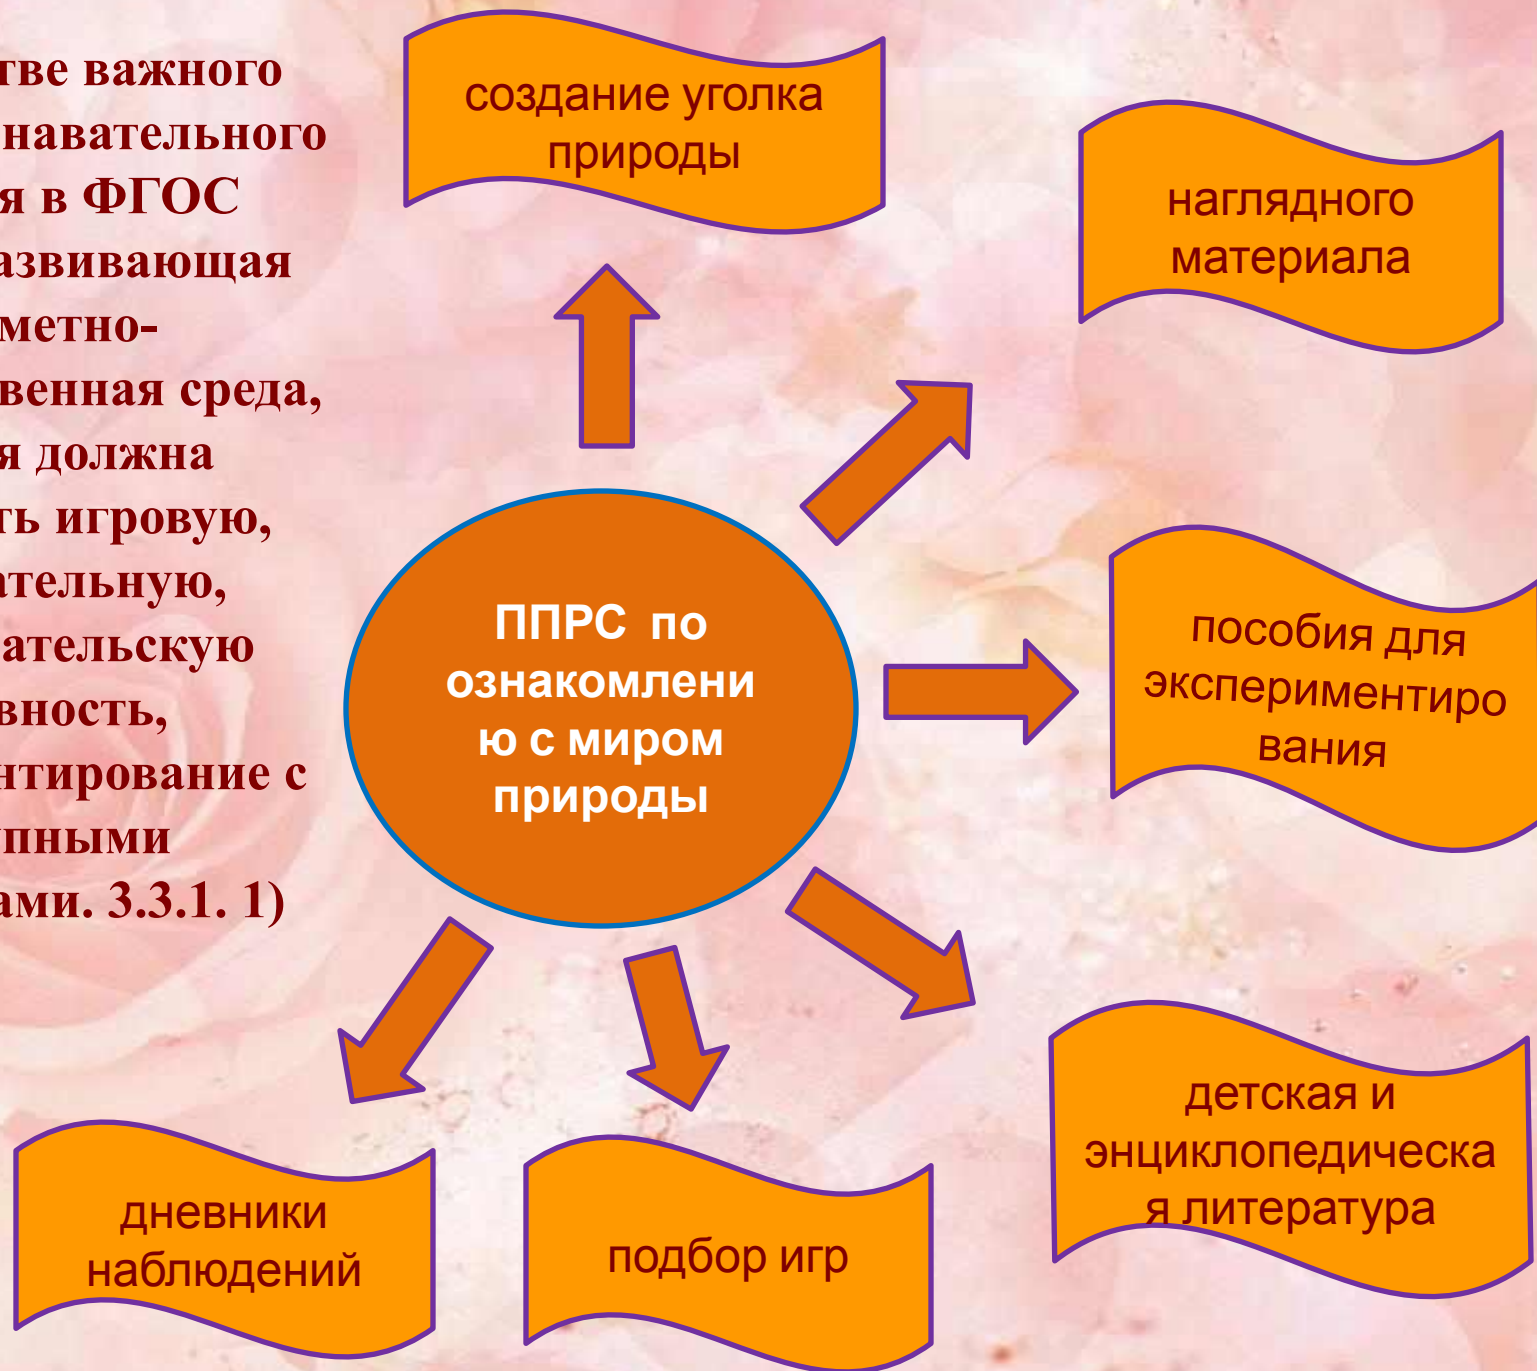 тве важного
навательного
я в ФГОС
азвивающая
метно-
венная среда,
я должна
ть игровую,
ательную,
ательскую
вность,
нтирование с
упными
ами. 3.3.1. 1)
создание уголка
природы
наглядного
материала
ППРС по
ознакомлени
ю с миром
природы
пособия для
экспериментиро
вания
детская и
энциклопедическа
я литература
подбор игр
дневники
наблюдений